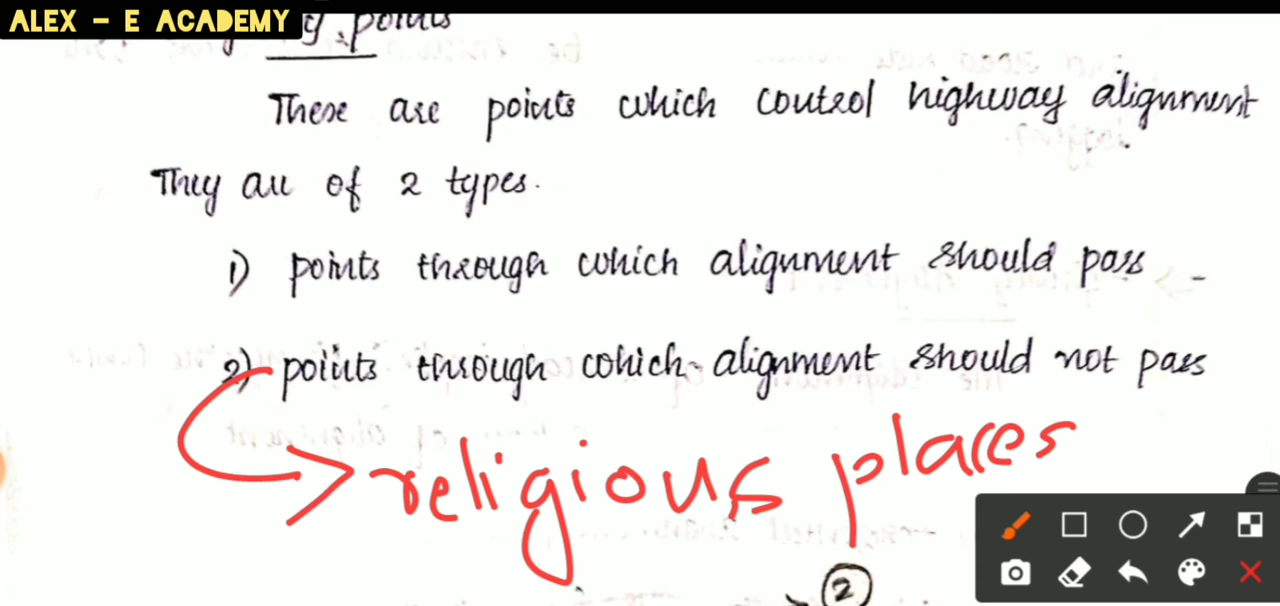 ALEX - E ACADEMY
points
These are points which control highway alignment
They are of 2 types.
1) points through which alignment should pass -
2) points through which alignment should not pass
religious places
2